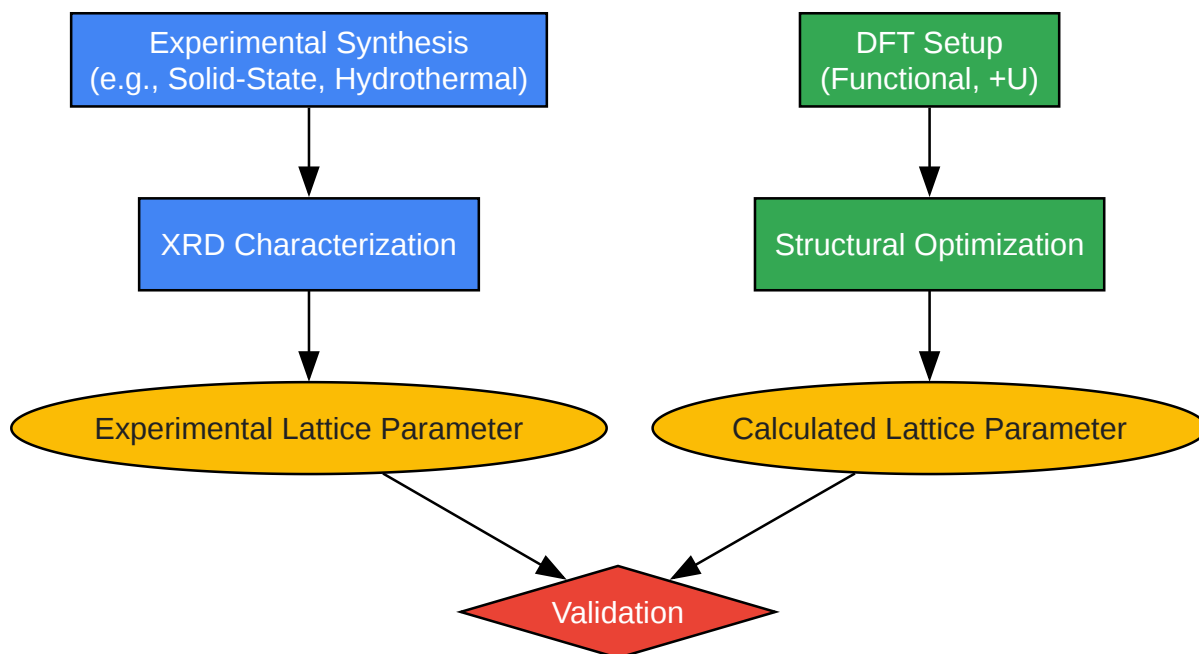 Experimental Synthesis
(e.g., Solid-State, Hydrothermal)
DFT Setup
(Functional, +U)
XRD Characterization
Structural Optimization
Experimental Lattice Parameter
Calculated Lattice Parameter
Validation